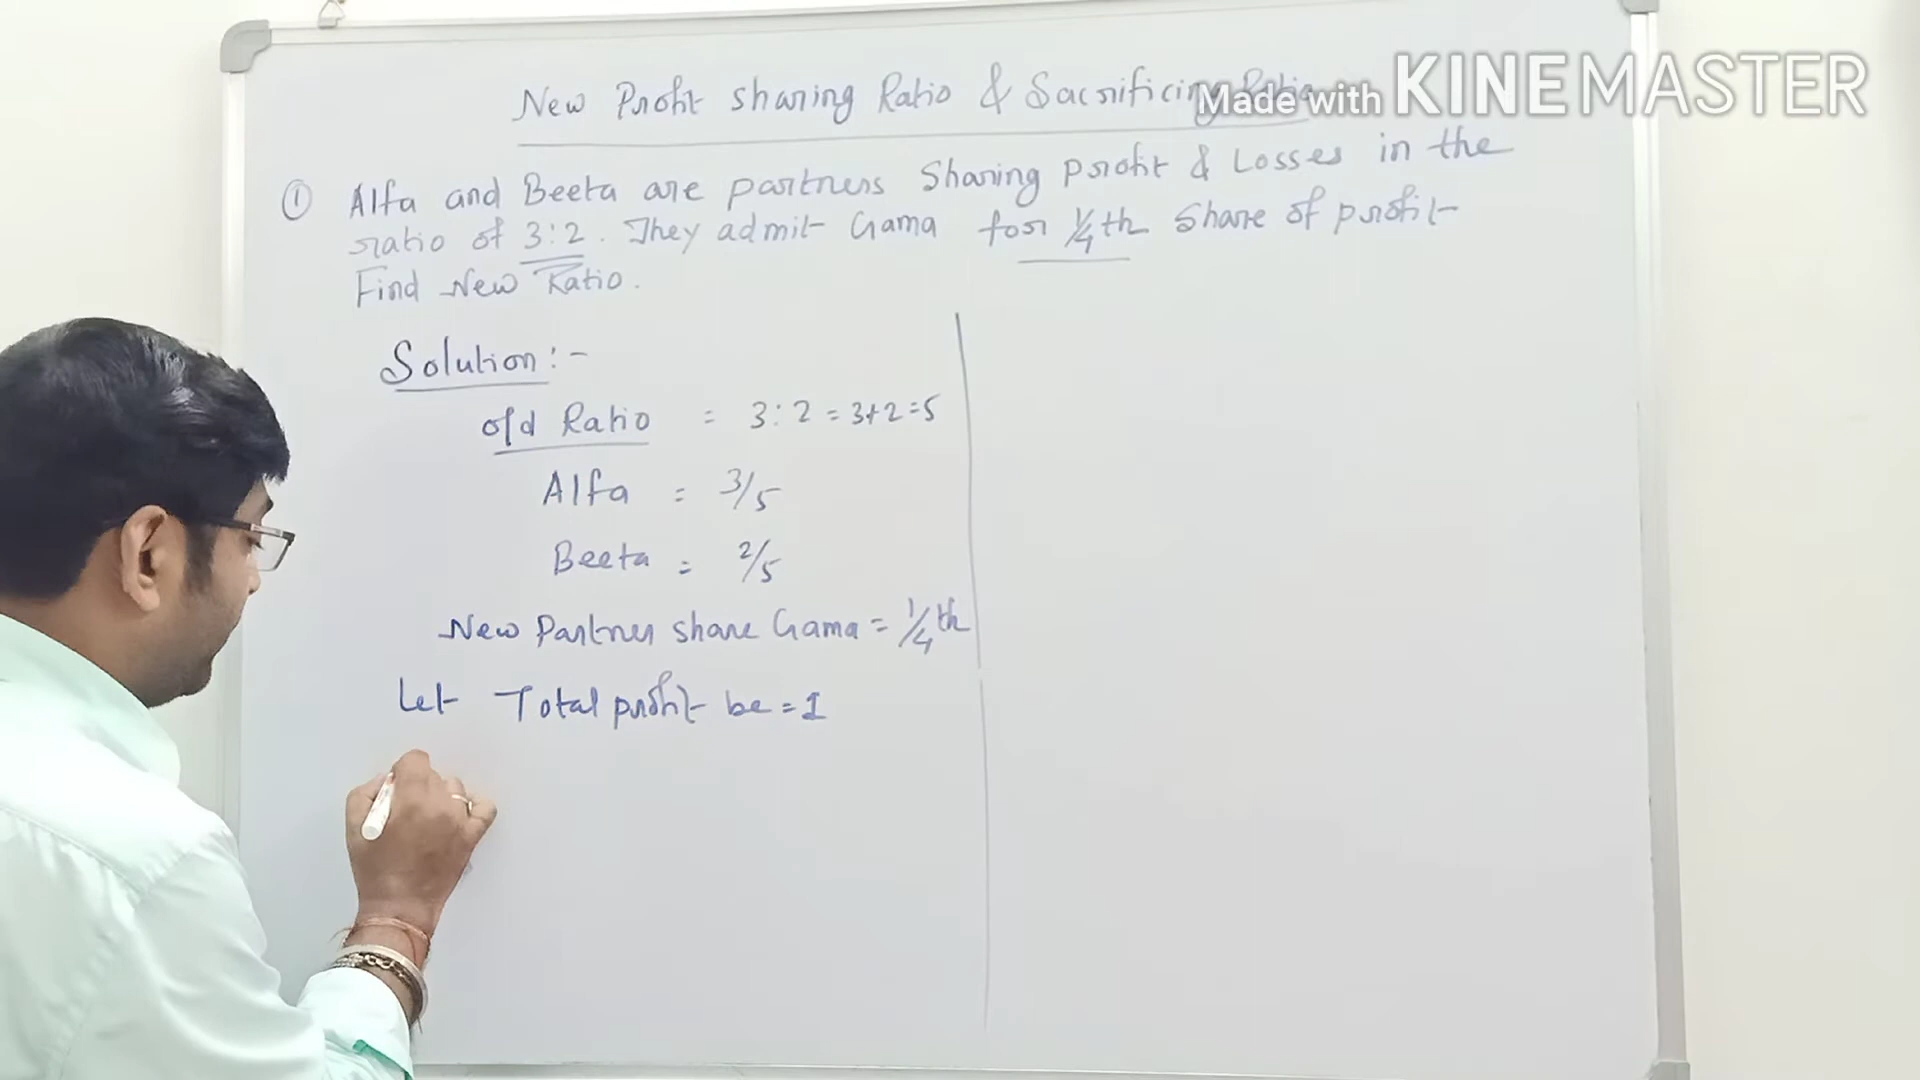 New Profit sharing Ratio & Sacrificing Ratio
Made with KINEMASTER
① Alfa and Beeta are partners Sharing profit & Losses in the
ratio of 3:2. They admit Gama for 1/4th Share of profit
Find New Ratio.
Solution:-
old Ratio = 3:2 = 3+2=5
Alfa = 3/5
Beeta = 2/5
New Partner share Gama = 1/4th
Let Total profit be = 1